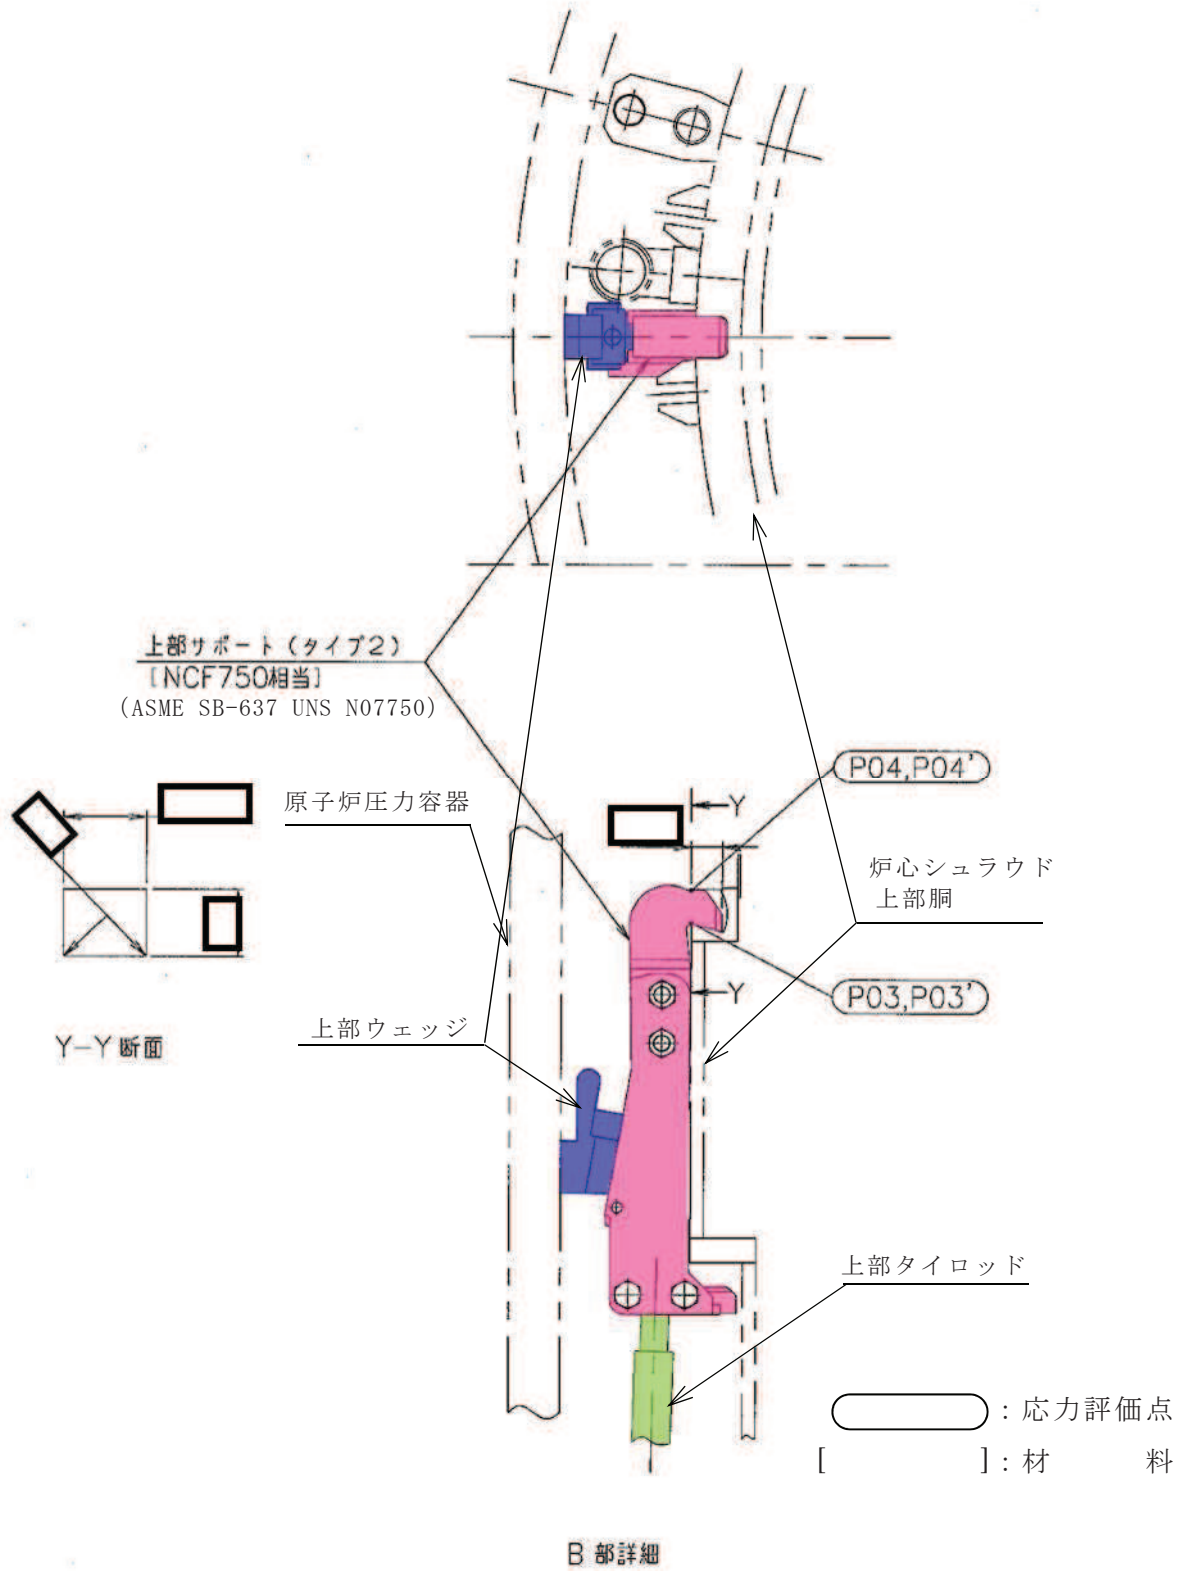 上部サポート（タイプ2）
[NCF750相当]
(ASME SB-637 UNS N07750)
原子炉圧力容器
P04,P04'
Y
炉心シュラウド
上部胴
Y
P03,P03'
上部ウェッジ
Y-Y断面
上部タイロッド
：応力評価点
[ ]：材 料
B部詳細